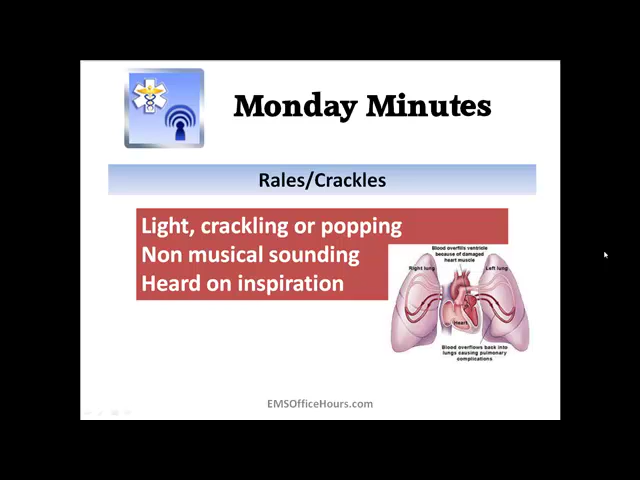 Monday Minutes
Rales/Crackles
Light, crackling or popping
Non musical sounding
Heard on inspiration
Blood overfills ventricle
because of damaged
heart muscle
Right lung
Left lung
Heart
Blood overflows back into
lungs causing pulmonary
complications
EMSOfficeHours.com